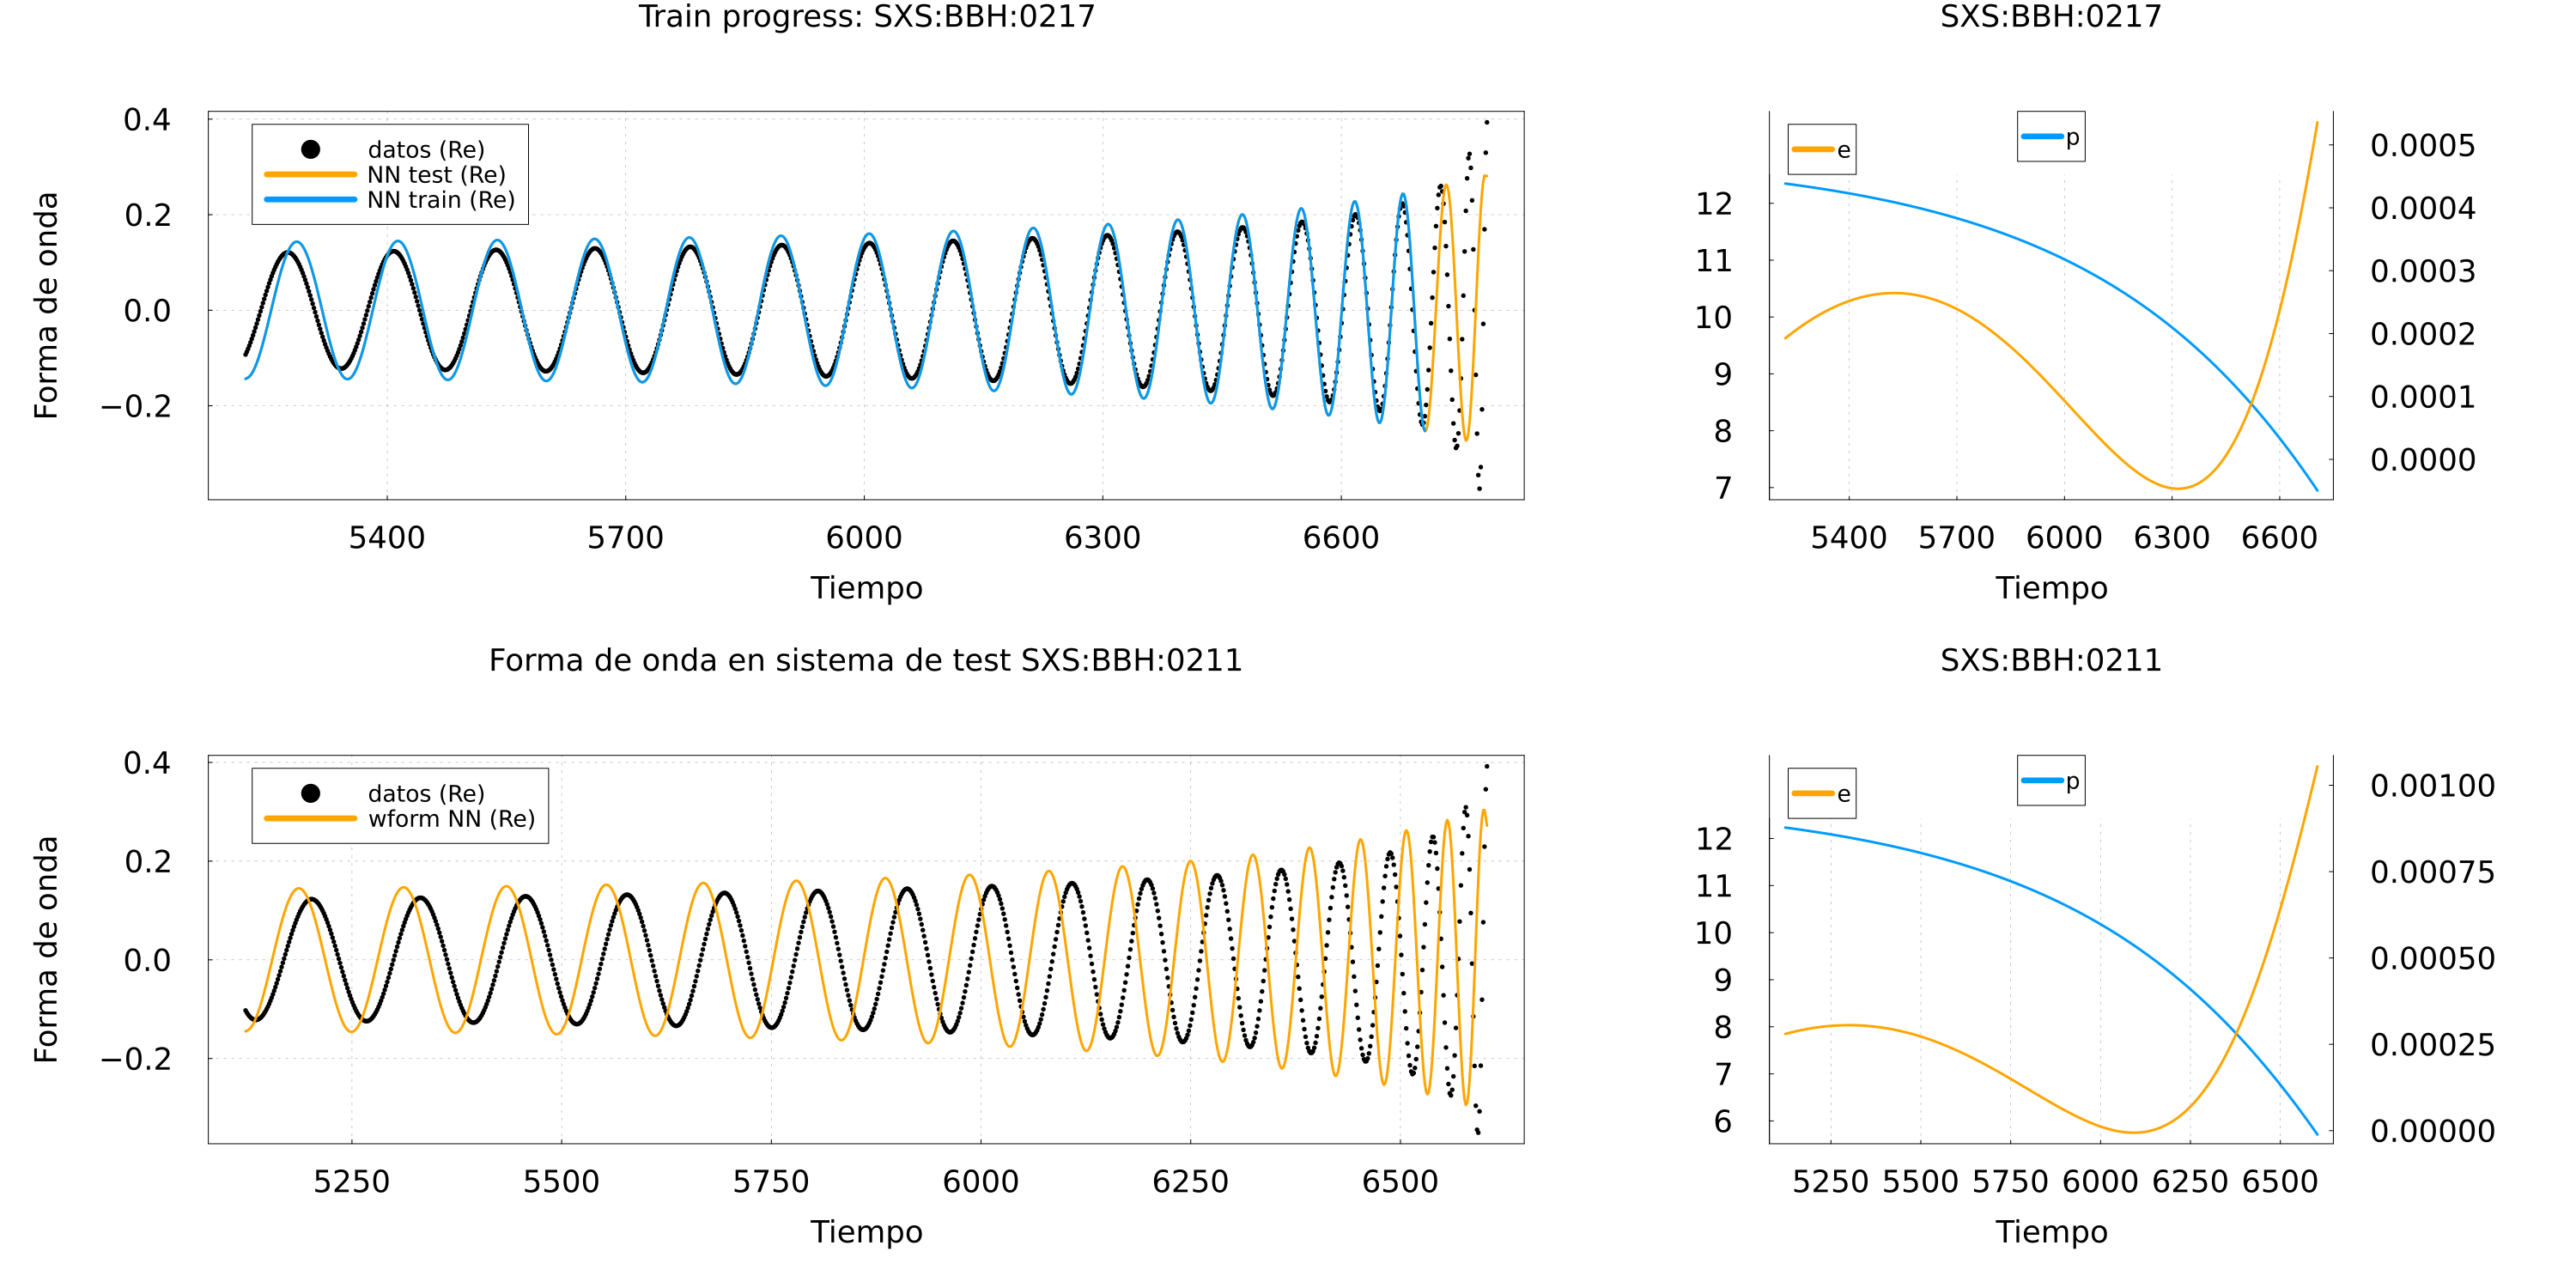 Train progress: SXS:BBH:0217
0.4
0.2
0.0
−0.2
Forma de onda
datos (Re)
NN test (Re)
NN train (Re)
5400 5700 6000 6300 6600
Tiempo
SXS:BBH:0217
e
p
12
11
10
9
8
7
0.0005
0.0004
0.0003
0.0002
0.0001
0.0000
5400 5700 6000 6300 6600
Tiempo
Forma de onda en sistema de test SXS:BBH:0211
0.4
0.2
0.0
−0.2
Forma de onda
datos (Re)
wform NN (Re)
5250 5500 5750 6000 6250 6500
Tiempo
SXS:BBH:0211
e
p
12
11
10
9
8
7
6
0.00100
0.00075
0.00050
0.00025
0.00000
5250 5500 5750 6000 6250 6500
Tiempo